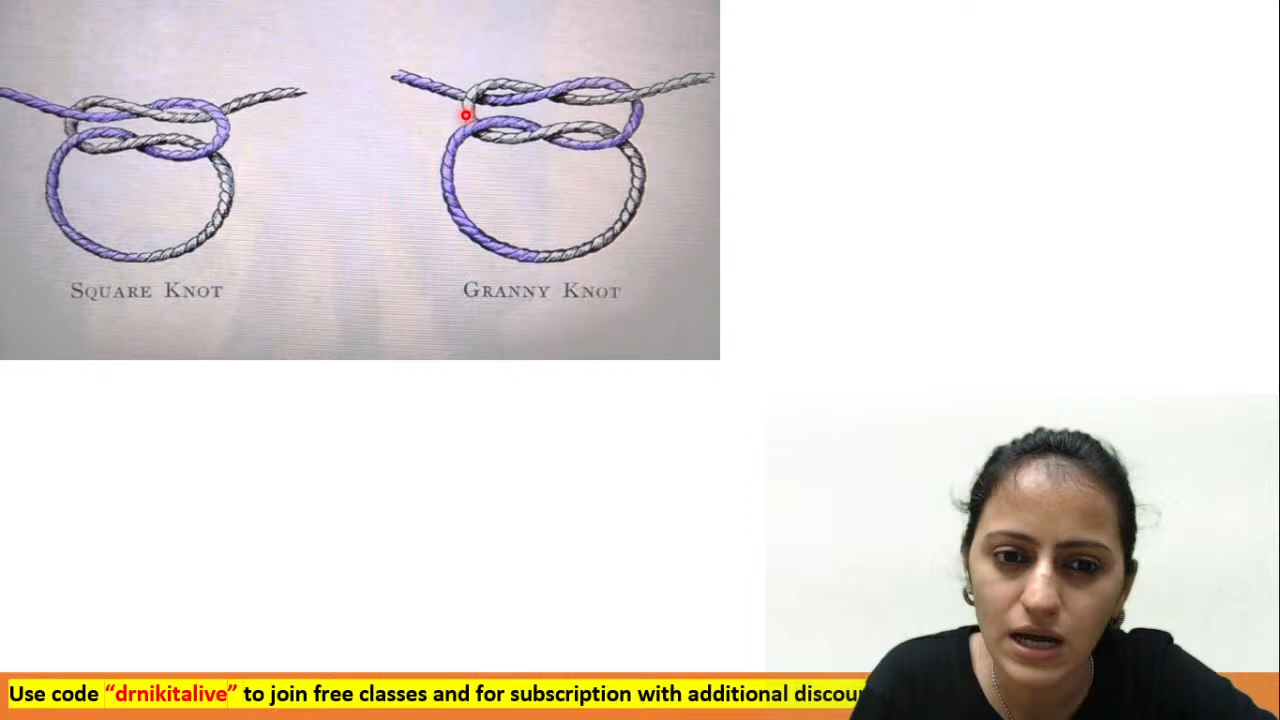 SQUARE KNOT
GRANNY KNOT
Use code “drnikitalive” to join free classes and for subscription with additional discou